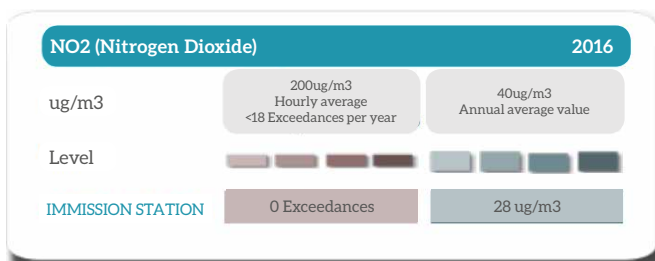 NO2 (Nitrogen Dioxide) 2016
ug/m3
200ug/m3
Hourly average
<18 Exceedances per year
40ug/m3
Annual average value
Level
IMMISSION STATION
0 Exceedances
28 ug/m3